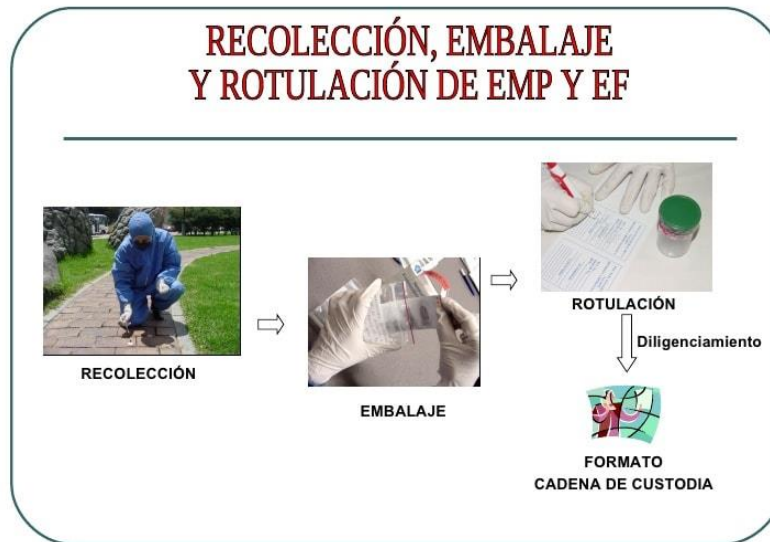 RECOLECCIÓN, EMBALAJE
Y ROTULACIÓN DE EMP Y EF
RECOLECCIÓN
EMBALAJE
ROTULACIÓN
Diligenciamiento
FORMATO
CADENA DE CUSTODIA